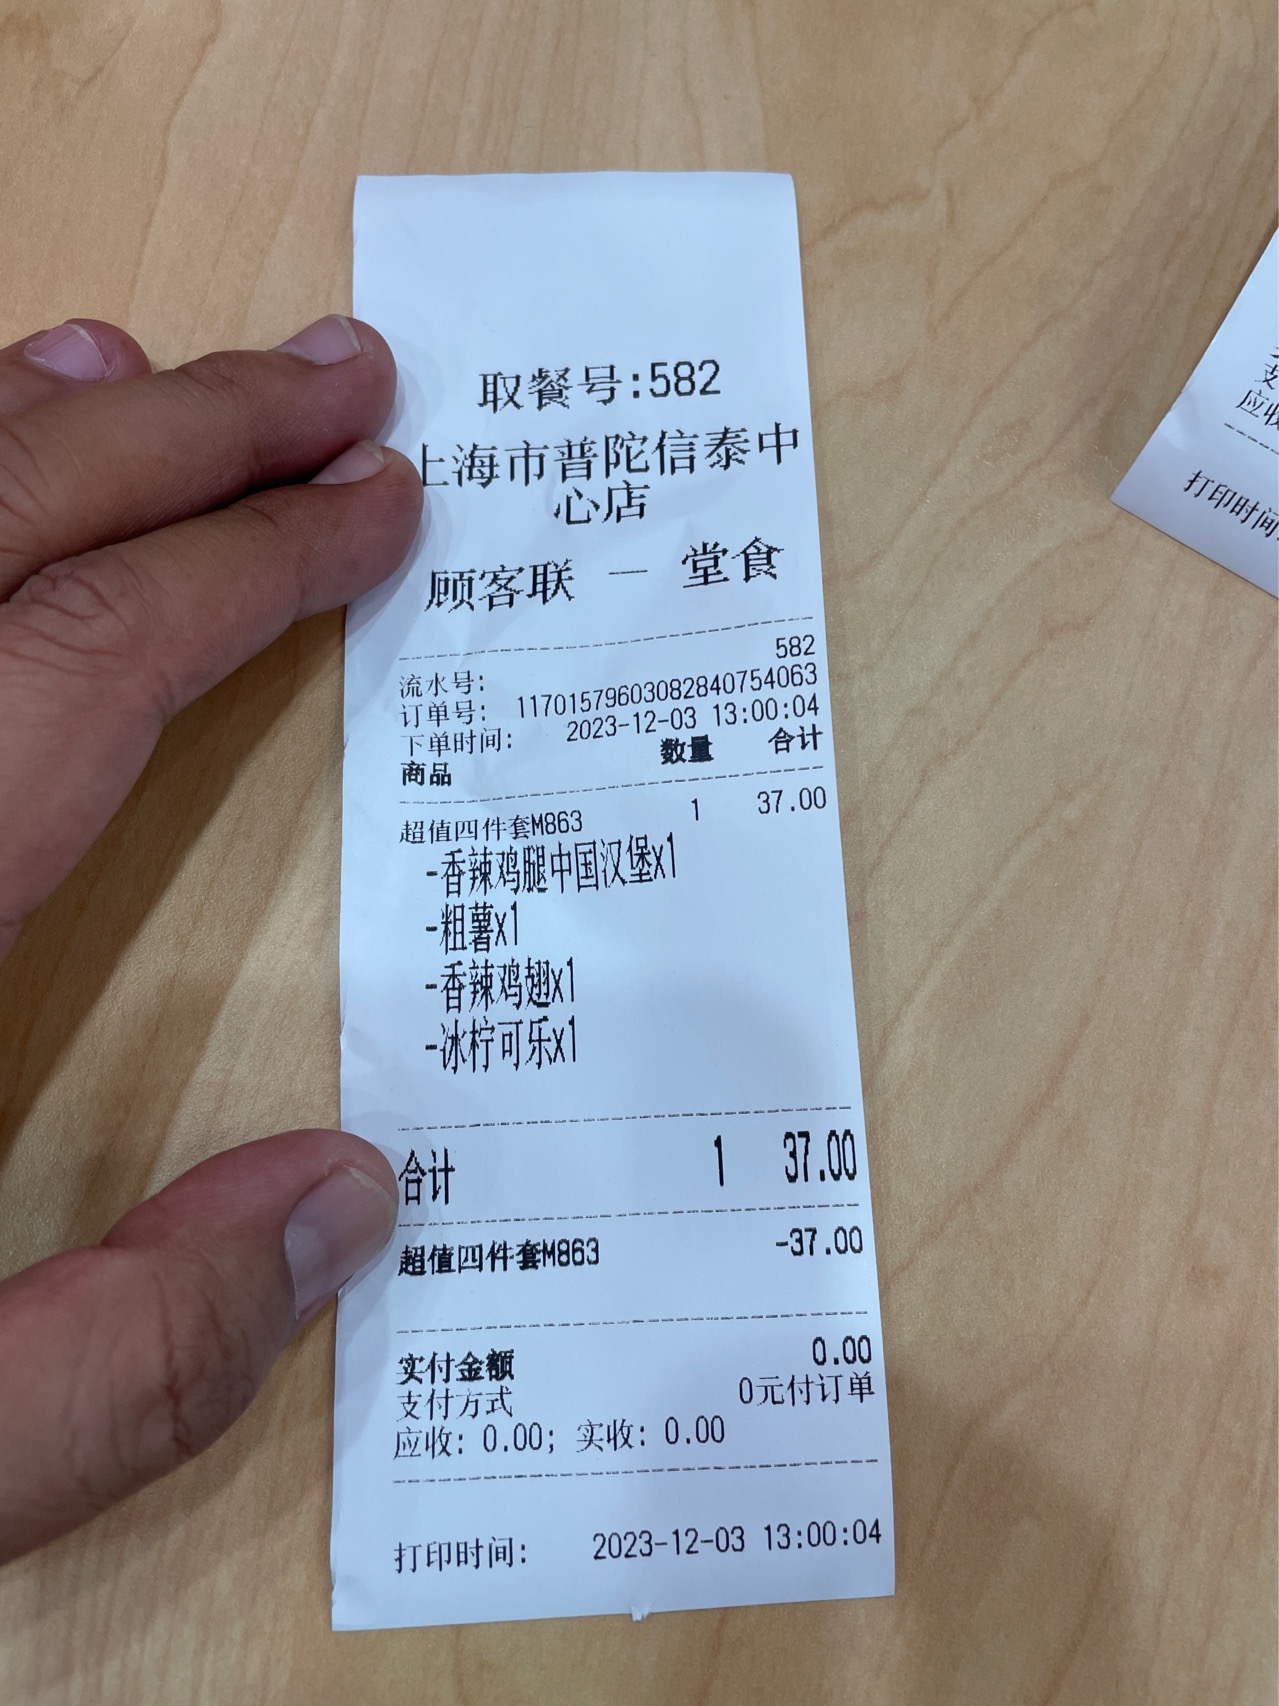 取餐号:582
上海市普陀信泰中
心店
顾客联 — 堂食
流水号: 582
订单号: 11701579603082840754063
下单时间: 2023-12-03 13:00:04
商品 数量 合计
超值四件套M863 1 37.00
-香辣鸡腿中国汉堡x1
-粗薯x1
-香辣鸡翅x1
-冰柠可乐x1
合计 1 37.00
超值四件套M863 -37.00
实付金额 0.00
支付方式 0元付订单
应收: 0.00; 实收: 0.00
打印时间: 2023-12-03 13:00:04
支
应收
打印时间